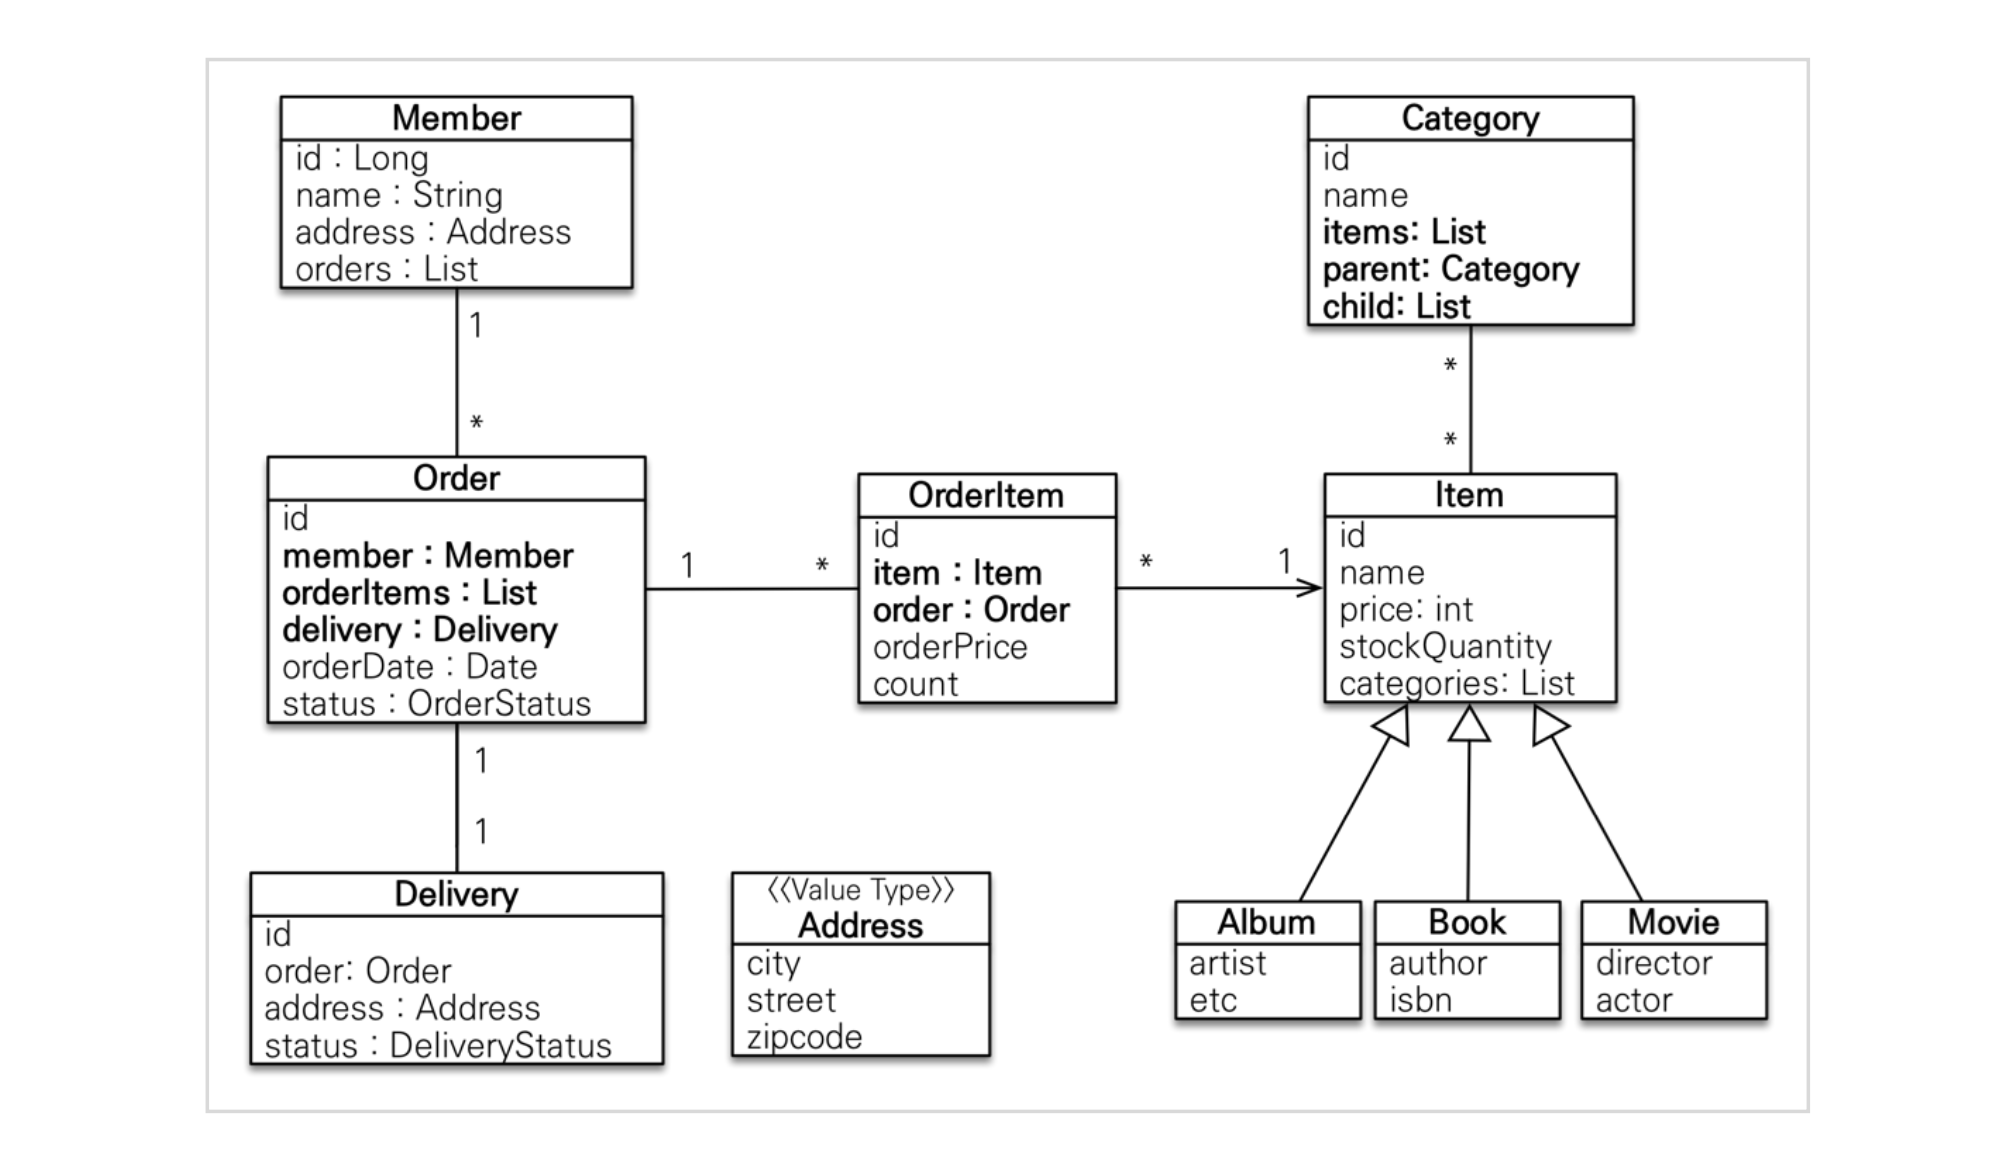 Member
id : Long
name : String
address : Address
orders : List
1
*
Order
id
member : Member
orderItems : List
delivery : Delivery
orderDate : Date
status : OrderStatus
1
1
Delivery
id
order: Order
address : Address
status : DeliveryStatus
1
*
OrderItem
id
item : Item
order : Order
orderPrice
count
*
1
Category
id
name
items: List
parent: Category
child: List
*
*
Item
id
name
price: int
stockQuantity
categories: List
<<Value Type>>
Address
city
street
zipcode
Album
artist
etc
Book
author
isbn
Movie
director
actor